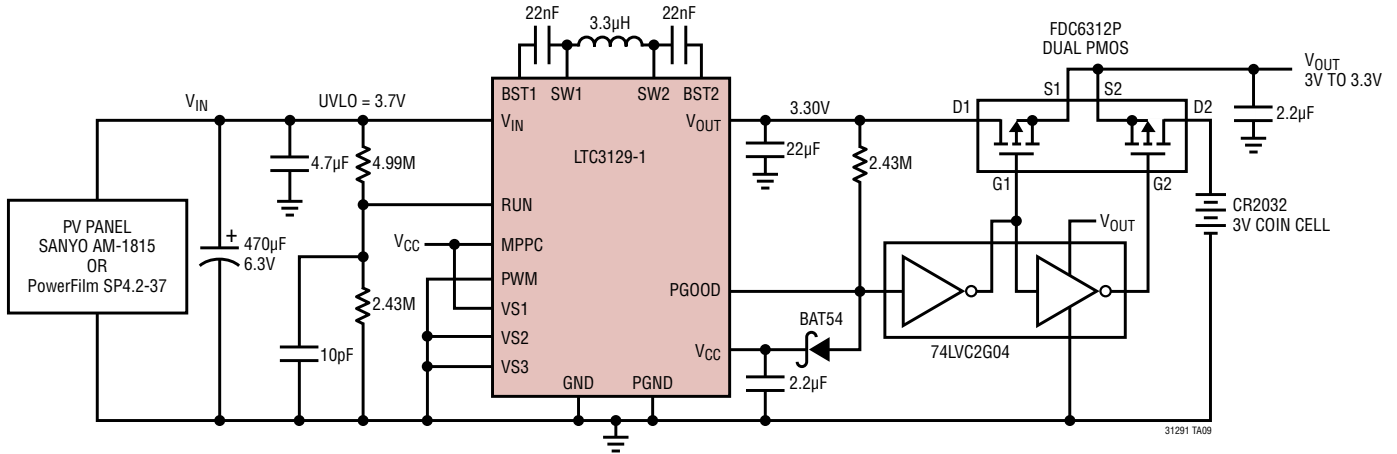 22nF
3.3µH
22nF
FDC6312P
DUAL PMOS
VOUT
3V TO 3.3V
VIN
UVLO = 3.7V
BST1
SW1
SW2
BST2
VIN
VOUT
3.30V
D1
S1
S2
D2
2.2µF
4.7µF
4.99M
LTC3129-1
22µF
2.43M
G1
G2
RUN
PV PANEL
SANYO AM-1815
OR
PowerFilm SP4.2-37
+
470µF
6.3V
VCC
MPPC
VOUT
CR2032
3V COIN CELL
PWM
PGOOD
2.43M
VS1
BAT54
VS2
VCC
74LVC2G04
10pF
VS3
GND
PGND
2.2µF
31291 TA09